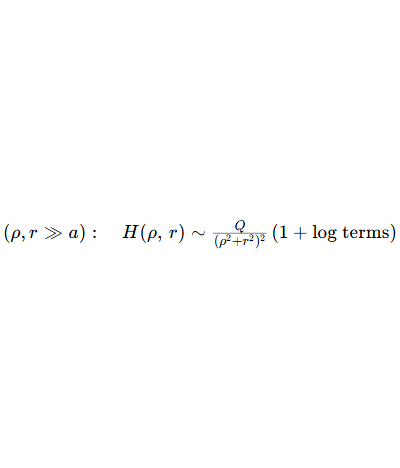 (ρ, r ≫ a) : H(ρ, r) ∼ Q/(ρ²+r²)² (1 + log terms)